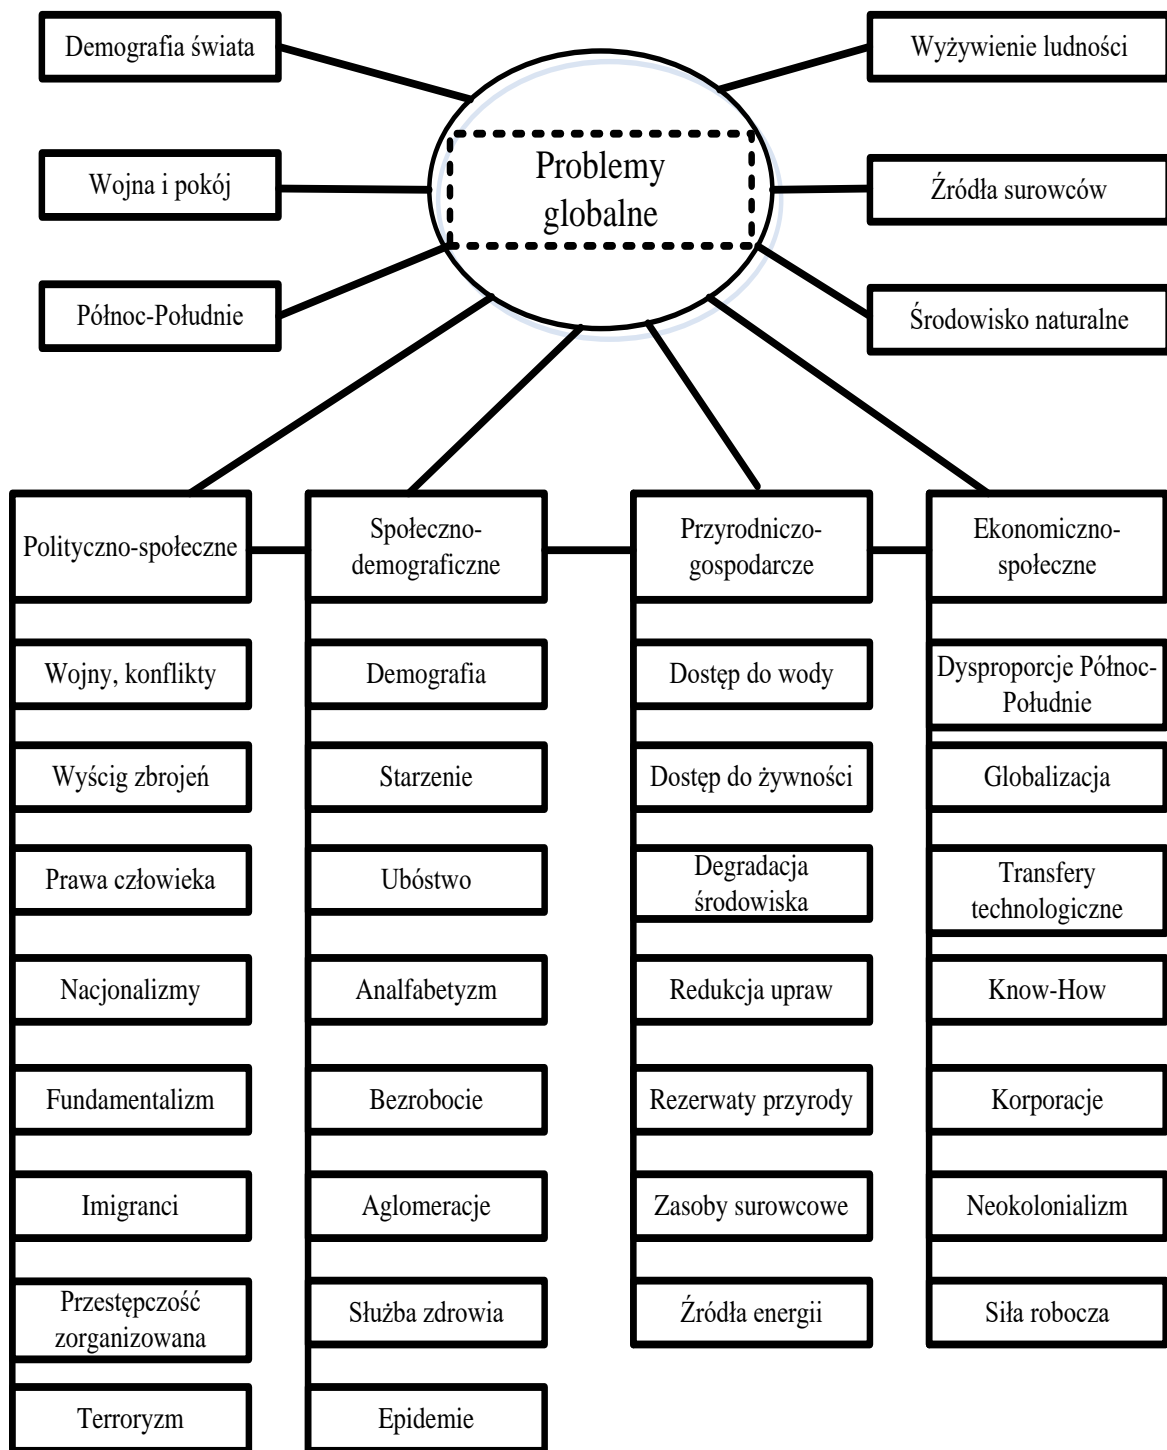 Demografia świata
Wyżywienie ludności
Problemy
globalne
Wojna i pokój
Źródła surowców
Północ-Południe
Środowisko naturalne
Polityczno-społeczne
Wojny, konflikty
Wyścig zbrojeń
Prawa człowieka
Nacjonalizmy
Fundamentalizm
Imigranci
Przestępczość
zorganizowana
Terroryzm
Społeczno-
demograficzne
Demografia
Starzenie
Ubóstwo
Analfabetyzm
Bezrobocie
Aglomeracje
Służba zdrowia
Epidemie
Przyrodniczo-
gospodarcze
Dostęp do wody
Dostęp do żywności
Degradacja
środowiska
Redukcja upraw
Rezerwaty przyrody
Zasoby surowcowe
Źródła energii
Ekonomiczno-
społeczne
Dysproporcje Północ-
Południe
Globalizacja
Transfery
technologiczne
Know-How
Korporacje
Neokolonializm
Siła robocza